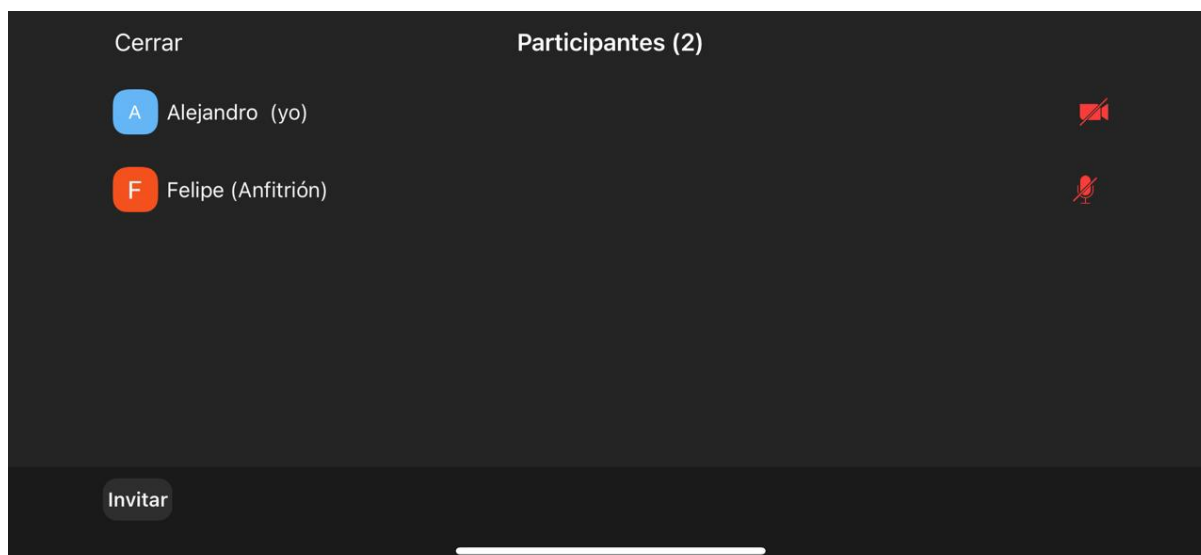 Cerrar Participantes (2)
A Alejandro (yo)
F Felipe (Anfitrión)
Invitar